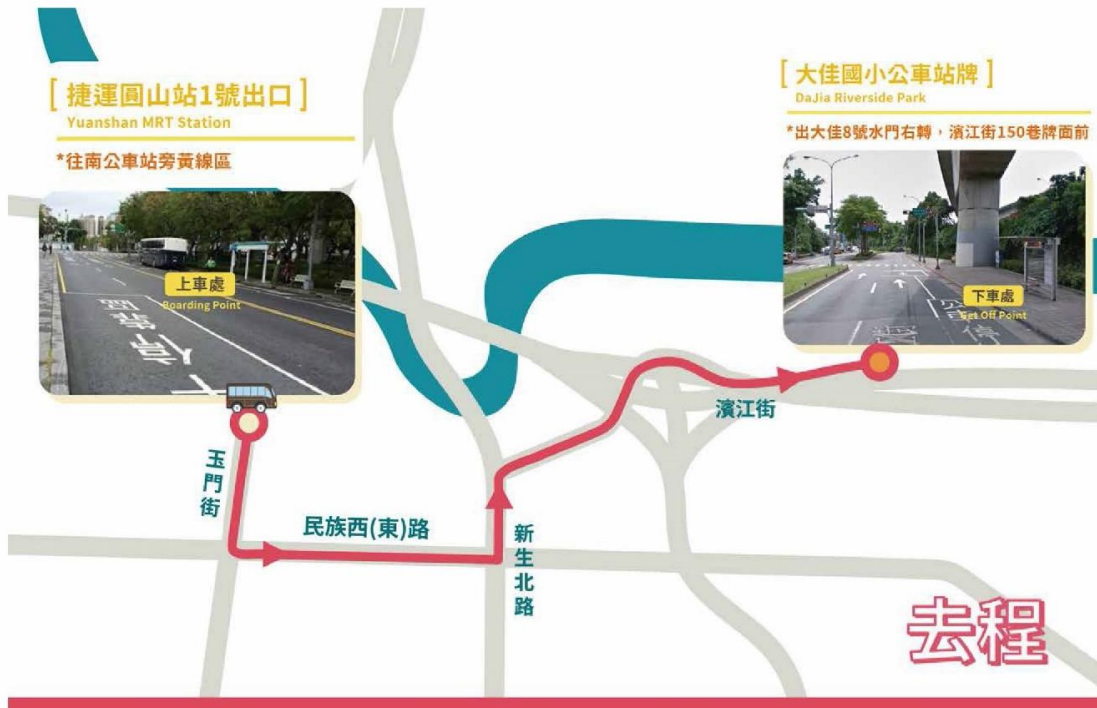 [ 捷運圓山站1號出口 ]
Yuanshan MRT Station
*往南公車站旁黃線區
上車處
Boarding Point
[ 大佳國小公車站牌 ]
DaJia Riverside Park
*出大佳8號水門右轉，濱江街150巷牌面前
下車處
Get Off Point
濱江街
玉門街
民族西(東)路
新生北路
去程